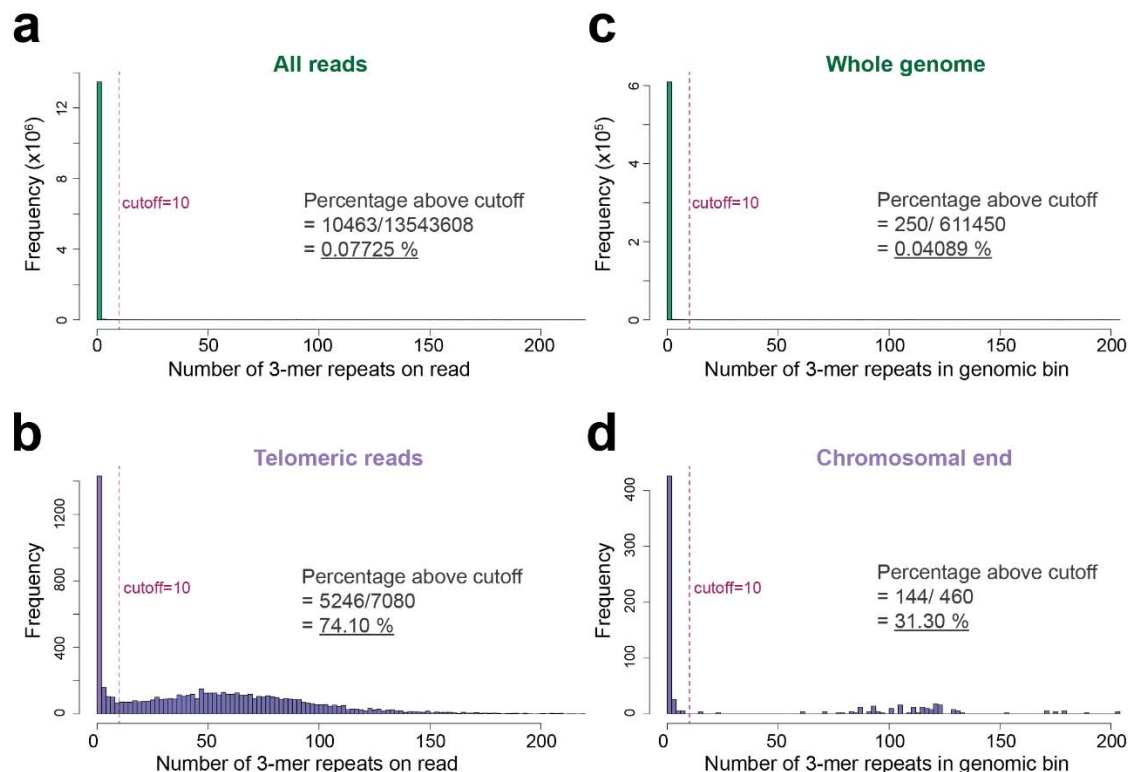 a
All reads
Frequency (x10⁶)
12
8
4
0
cutoff=10
Percentage above cutoff
= 10463/13543608
= 0.07725 %
0 50 100 150 200
Number of 3-mer repeats on read
c
Whole genome
Frequency (x10⁵)
6
4
2
0
cutoff=10
Percentage above cutoff
= 250/ 611450
= 0.04089 %
0 50 100 150 200
Number of 3-mer repeats in genomic bin
b
Telomeric reads
Frequency
1200
800
400
0
cutoff=10
Percentage above cutoff
= 5246/7080
= 74.10 %
0 50 100 150 200
Number of 3-mer repeats on read
d
Chromosomal end
Frequency
400
300
200
100
0
cutoff=10
Percentage above cutoff
= 144/ 460
= 31.30 %
0 50 100 150 200
Number of 3-mer repeats in genomic bin